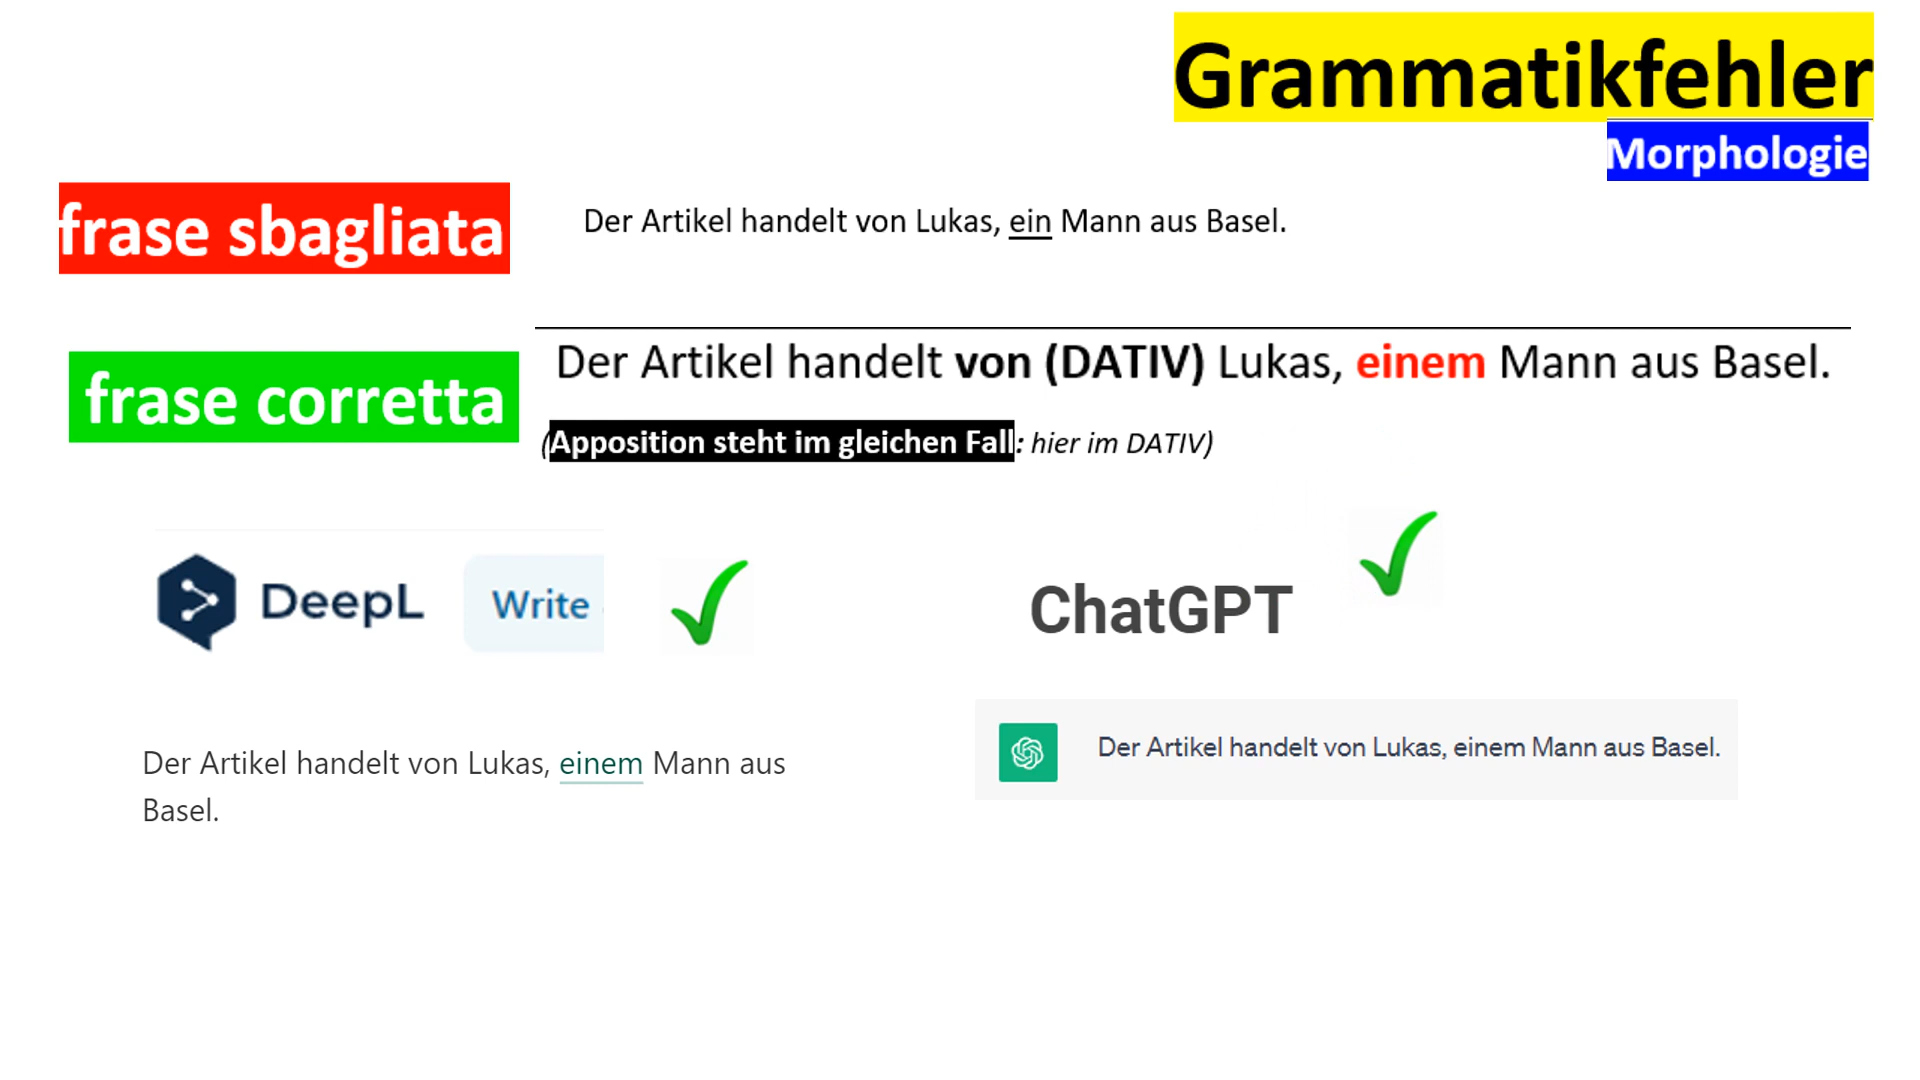 Grammatikfehler
Morphologie
frase sbagliata
Der Artikel handelt von Lukas, ein Mann aus Basel.
frase corretta
Der Artikel handelt von (DATIV) Lukas, einem Mann aus Basel.
(Apposition steht im gleichen Fall: hier im DATIV)
DeepL Write
ChatGPT
Der Artikel handelt von Lukas, einem Mann aus
Basel.
Der Artikel handelt von Lukas, einem Mann aus Basel.